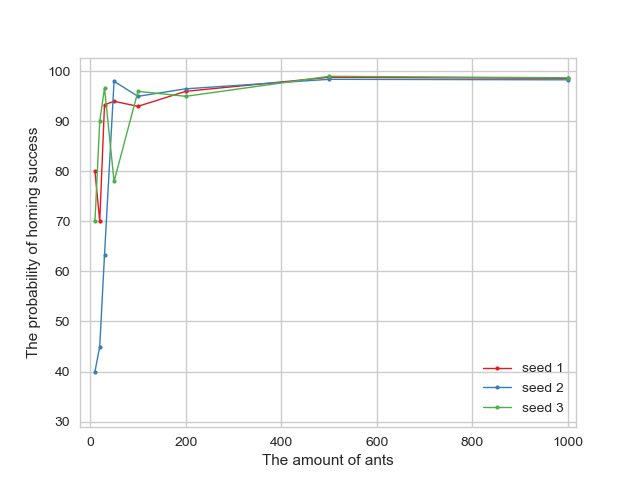 The probability of homing success
100
90
80
70
60
50
40
30
0
200
400
600
800
1000
The amount of ants
seed 1
seed 2
seed 3